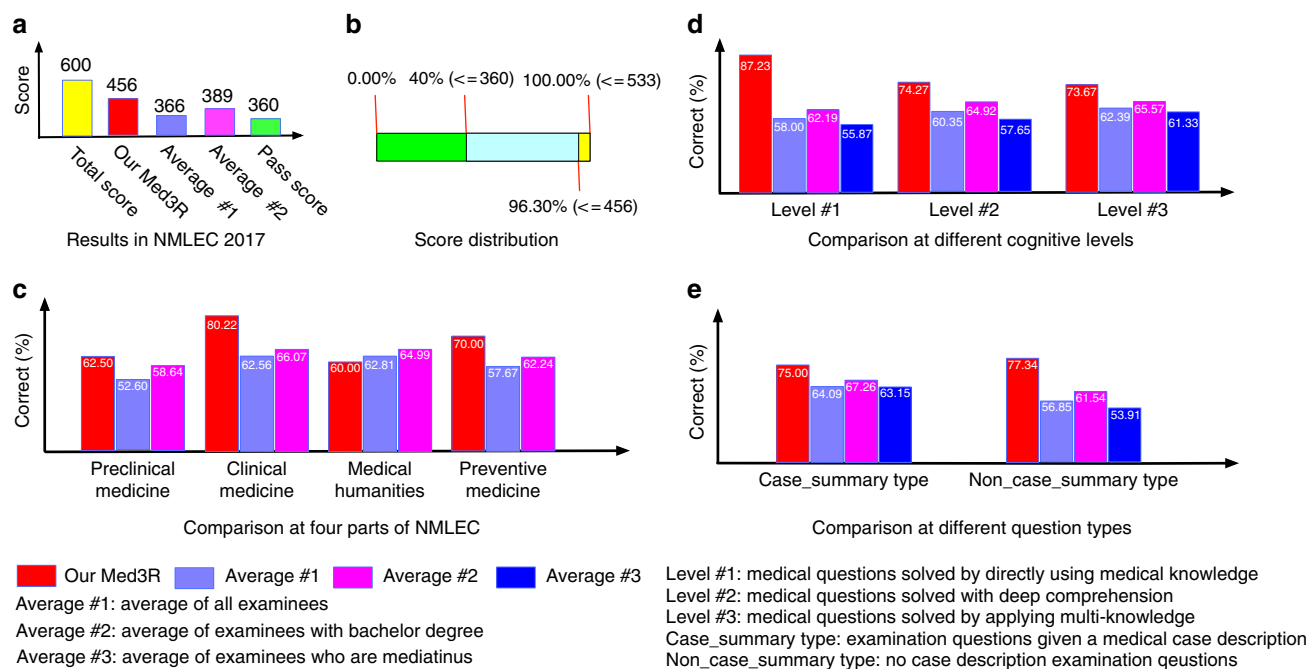 a
Score
600
456
366
389
360
Total score
Our Med3R
Average #1
Average #2
Pass score
Results in NMLEC 2017
b
0.00%
40% (<=360)
100.00% (<=533)
96.30% (<=456)
Score distribution
d
Correct (%)
87.23
58.00
62.19
55.87
74.27
60.35
64.92
57.65
73.67
62.39
65.57
61.33
Level #1
Level #2
Level #3
Comparison at different cognitive levels
c
Correct (%)
62.50
52.60
58.64
80.22
62.56
66.07
60.00
62.81
64.99
70.00
57.67
62.24
Preclinical
medicine
Clinical
medicine
Medical
humanities
Preventive
medicine
Comparison at four parts of NMLEC
e
Correct (%)
75.00
64.09
67.26
63.15
77.34
56.85
61.54
53.91
Case_summary type
Non_case_summary type
Comparison at different question types
Our Med3R
Average #1
Average #2
Average #3
Average #1: average of all examinees
Average #2: average of examinees with bachelor degree
Average #3: average of examinees who are mediatinus
Level #1: medical questions solved by directly using medical knowledge
Level #2: medical questions solved with deep comprehension
Level #3: medical questions solved by applying multi-knowledge
Case_summary type: examination questions given a medical case description
Non_case_summary type: no case description examination qeustions